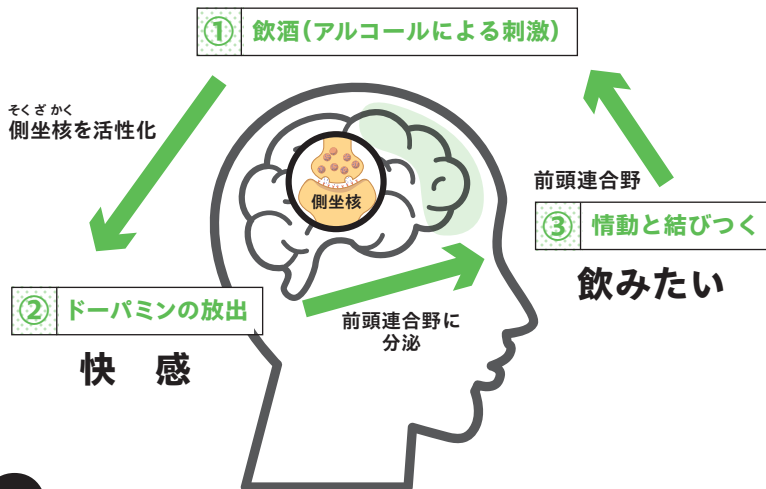 ① 飲酒（アルコールによる刺激）
そくざかく
側坐核を活性化
側坐核
前頭連合野
③ 情動と結びつく
飲みたい
② ドーパミンの放出
快　感
前頭連合野に
分泌